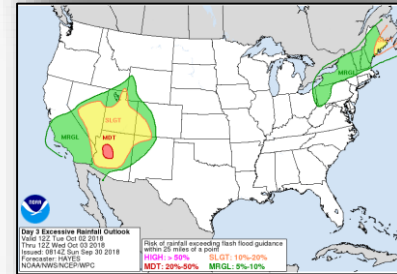 MRGL
MRGL
SLGT
MDT
NOAA
Day 3 Excessive Rainfall Outlook
Valid 12Z Tue Oct 02 2018
Thru 12Z Wed Oct 03 2018
Issued: 0814Z Sun Sep 30 2018
Forecaster: HAYES
NOAA/NWS/NCEP/WPC
Risk of rainfall exceeding flash flood guidance
within 25 miles of a point
HIGH: > 50% SLGT: 10%-20%
MDT: 20%-50% MRGL: 5%-10%